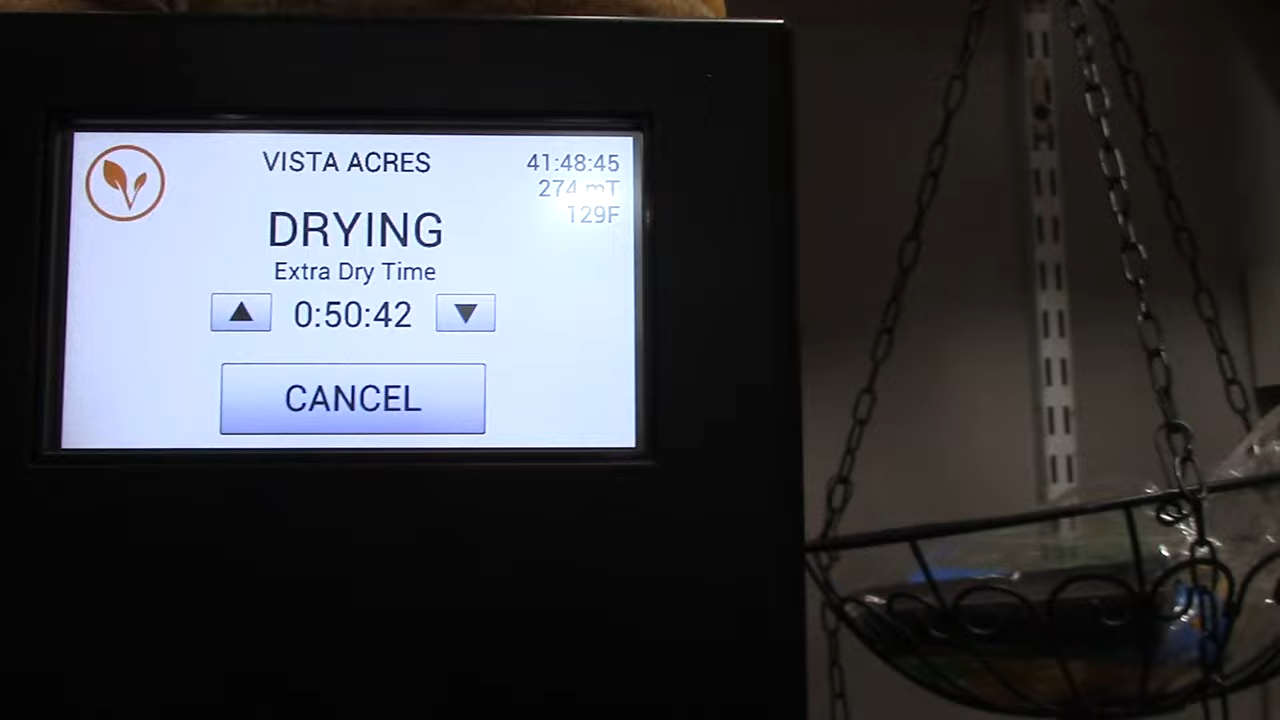 VISTA ACRES
41:48:45
274 mT
129F
DRYING
Extra Dry Time
0:50:42
CANCEL